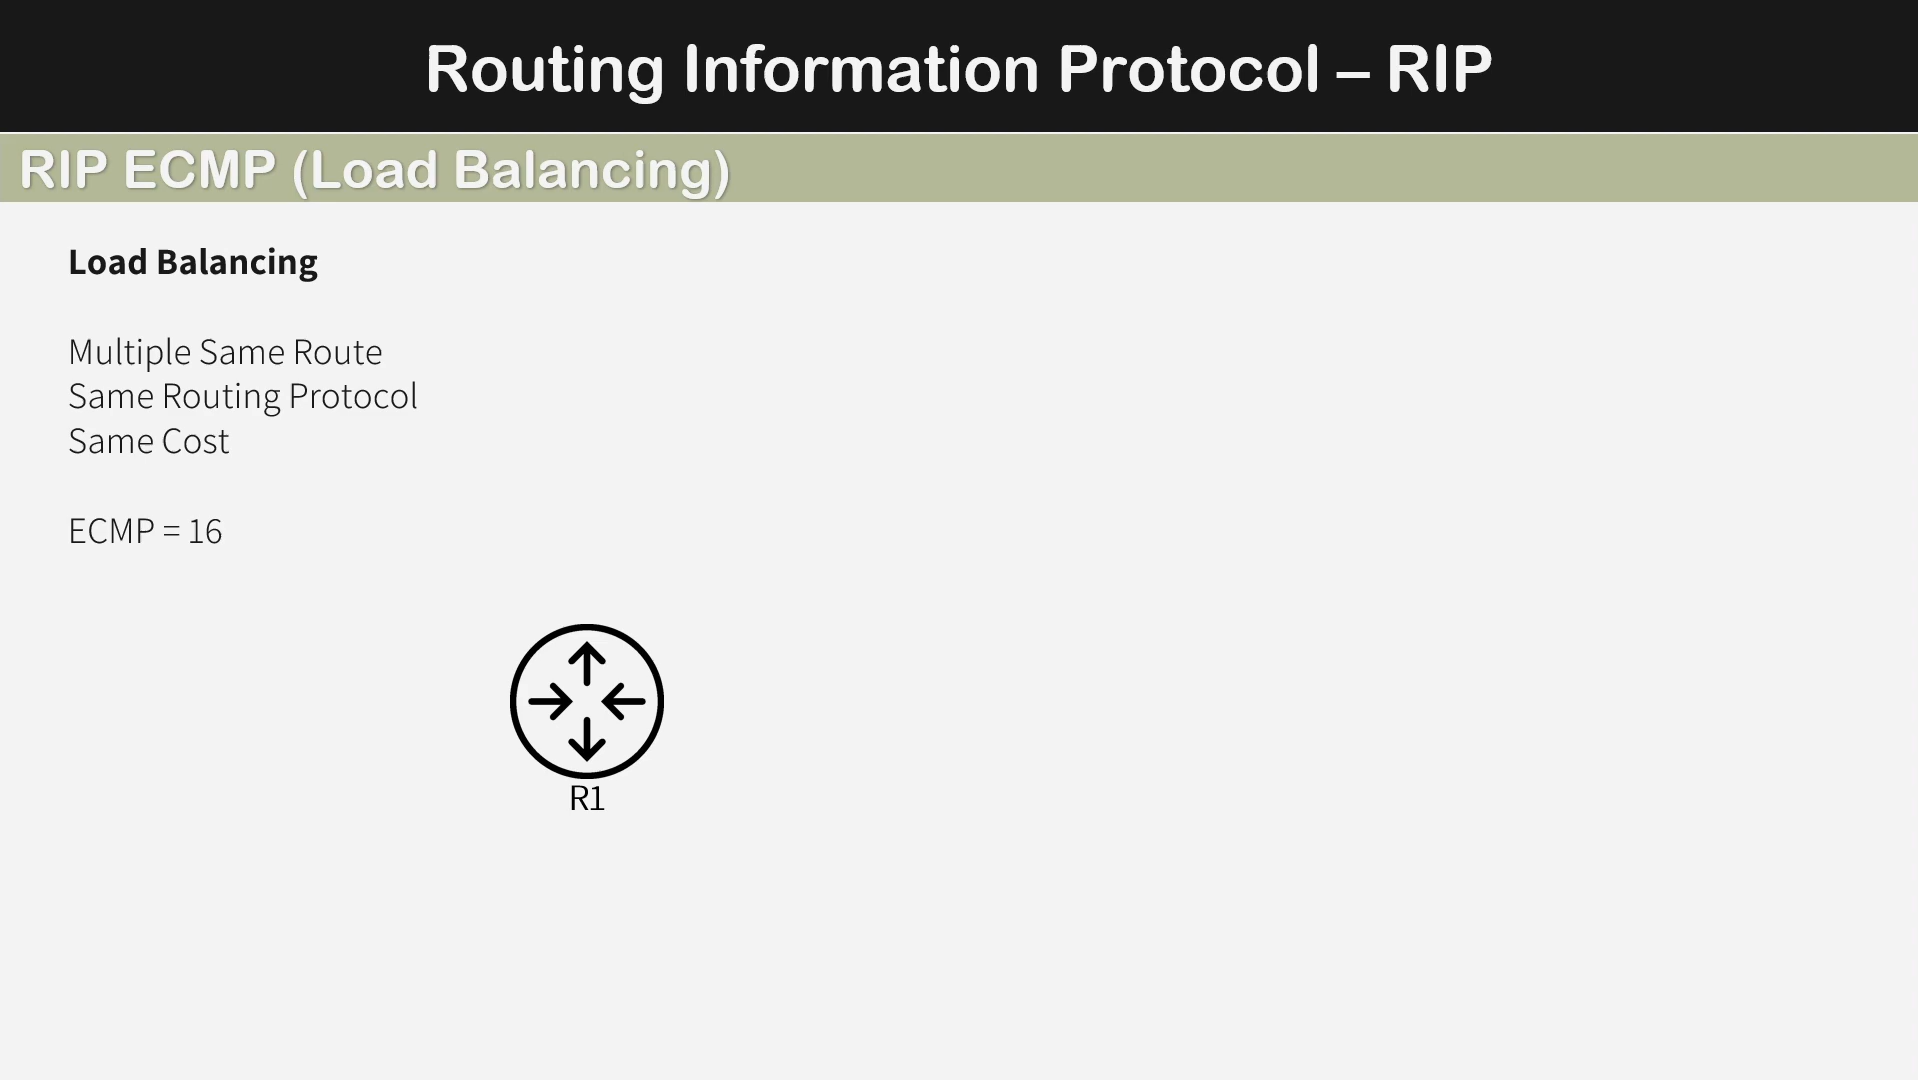 Routing Information Protocol – RIP
RIP ECMP (Load Balancing)
Load Balancing
Multiple Same Route
Same Routing Protocol
Same Cost
ECMP = 16
R1